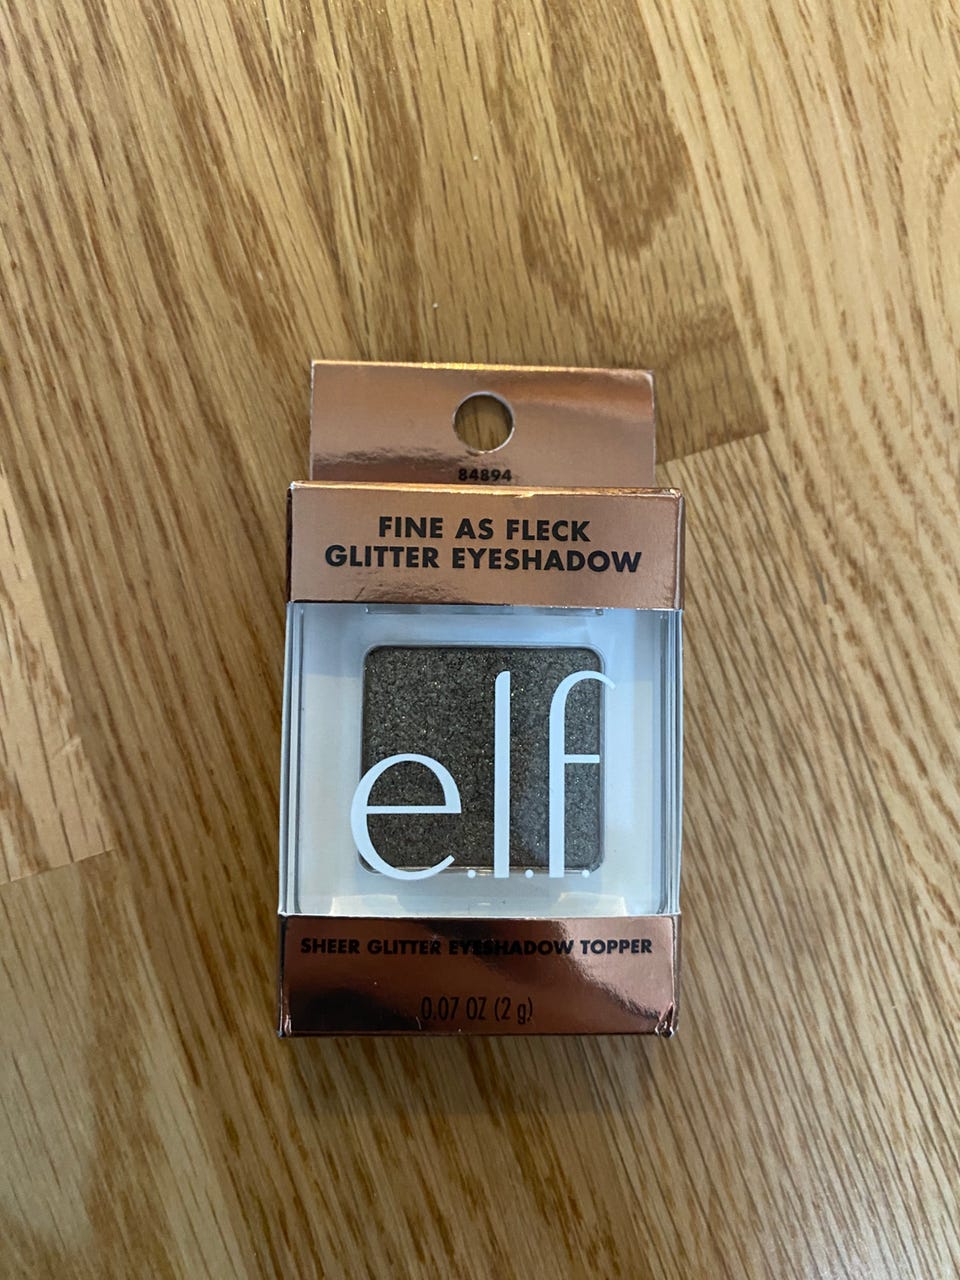 84894
FINE AS FLECK
GLITTER EYESHADOW
e.l.f.
SHEER GLITTER EYESHADOW TOPPER
0.07 OZ (2 g)